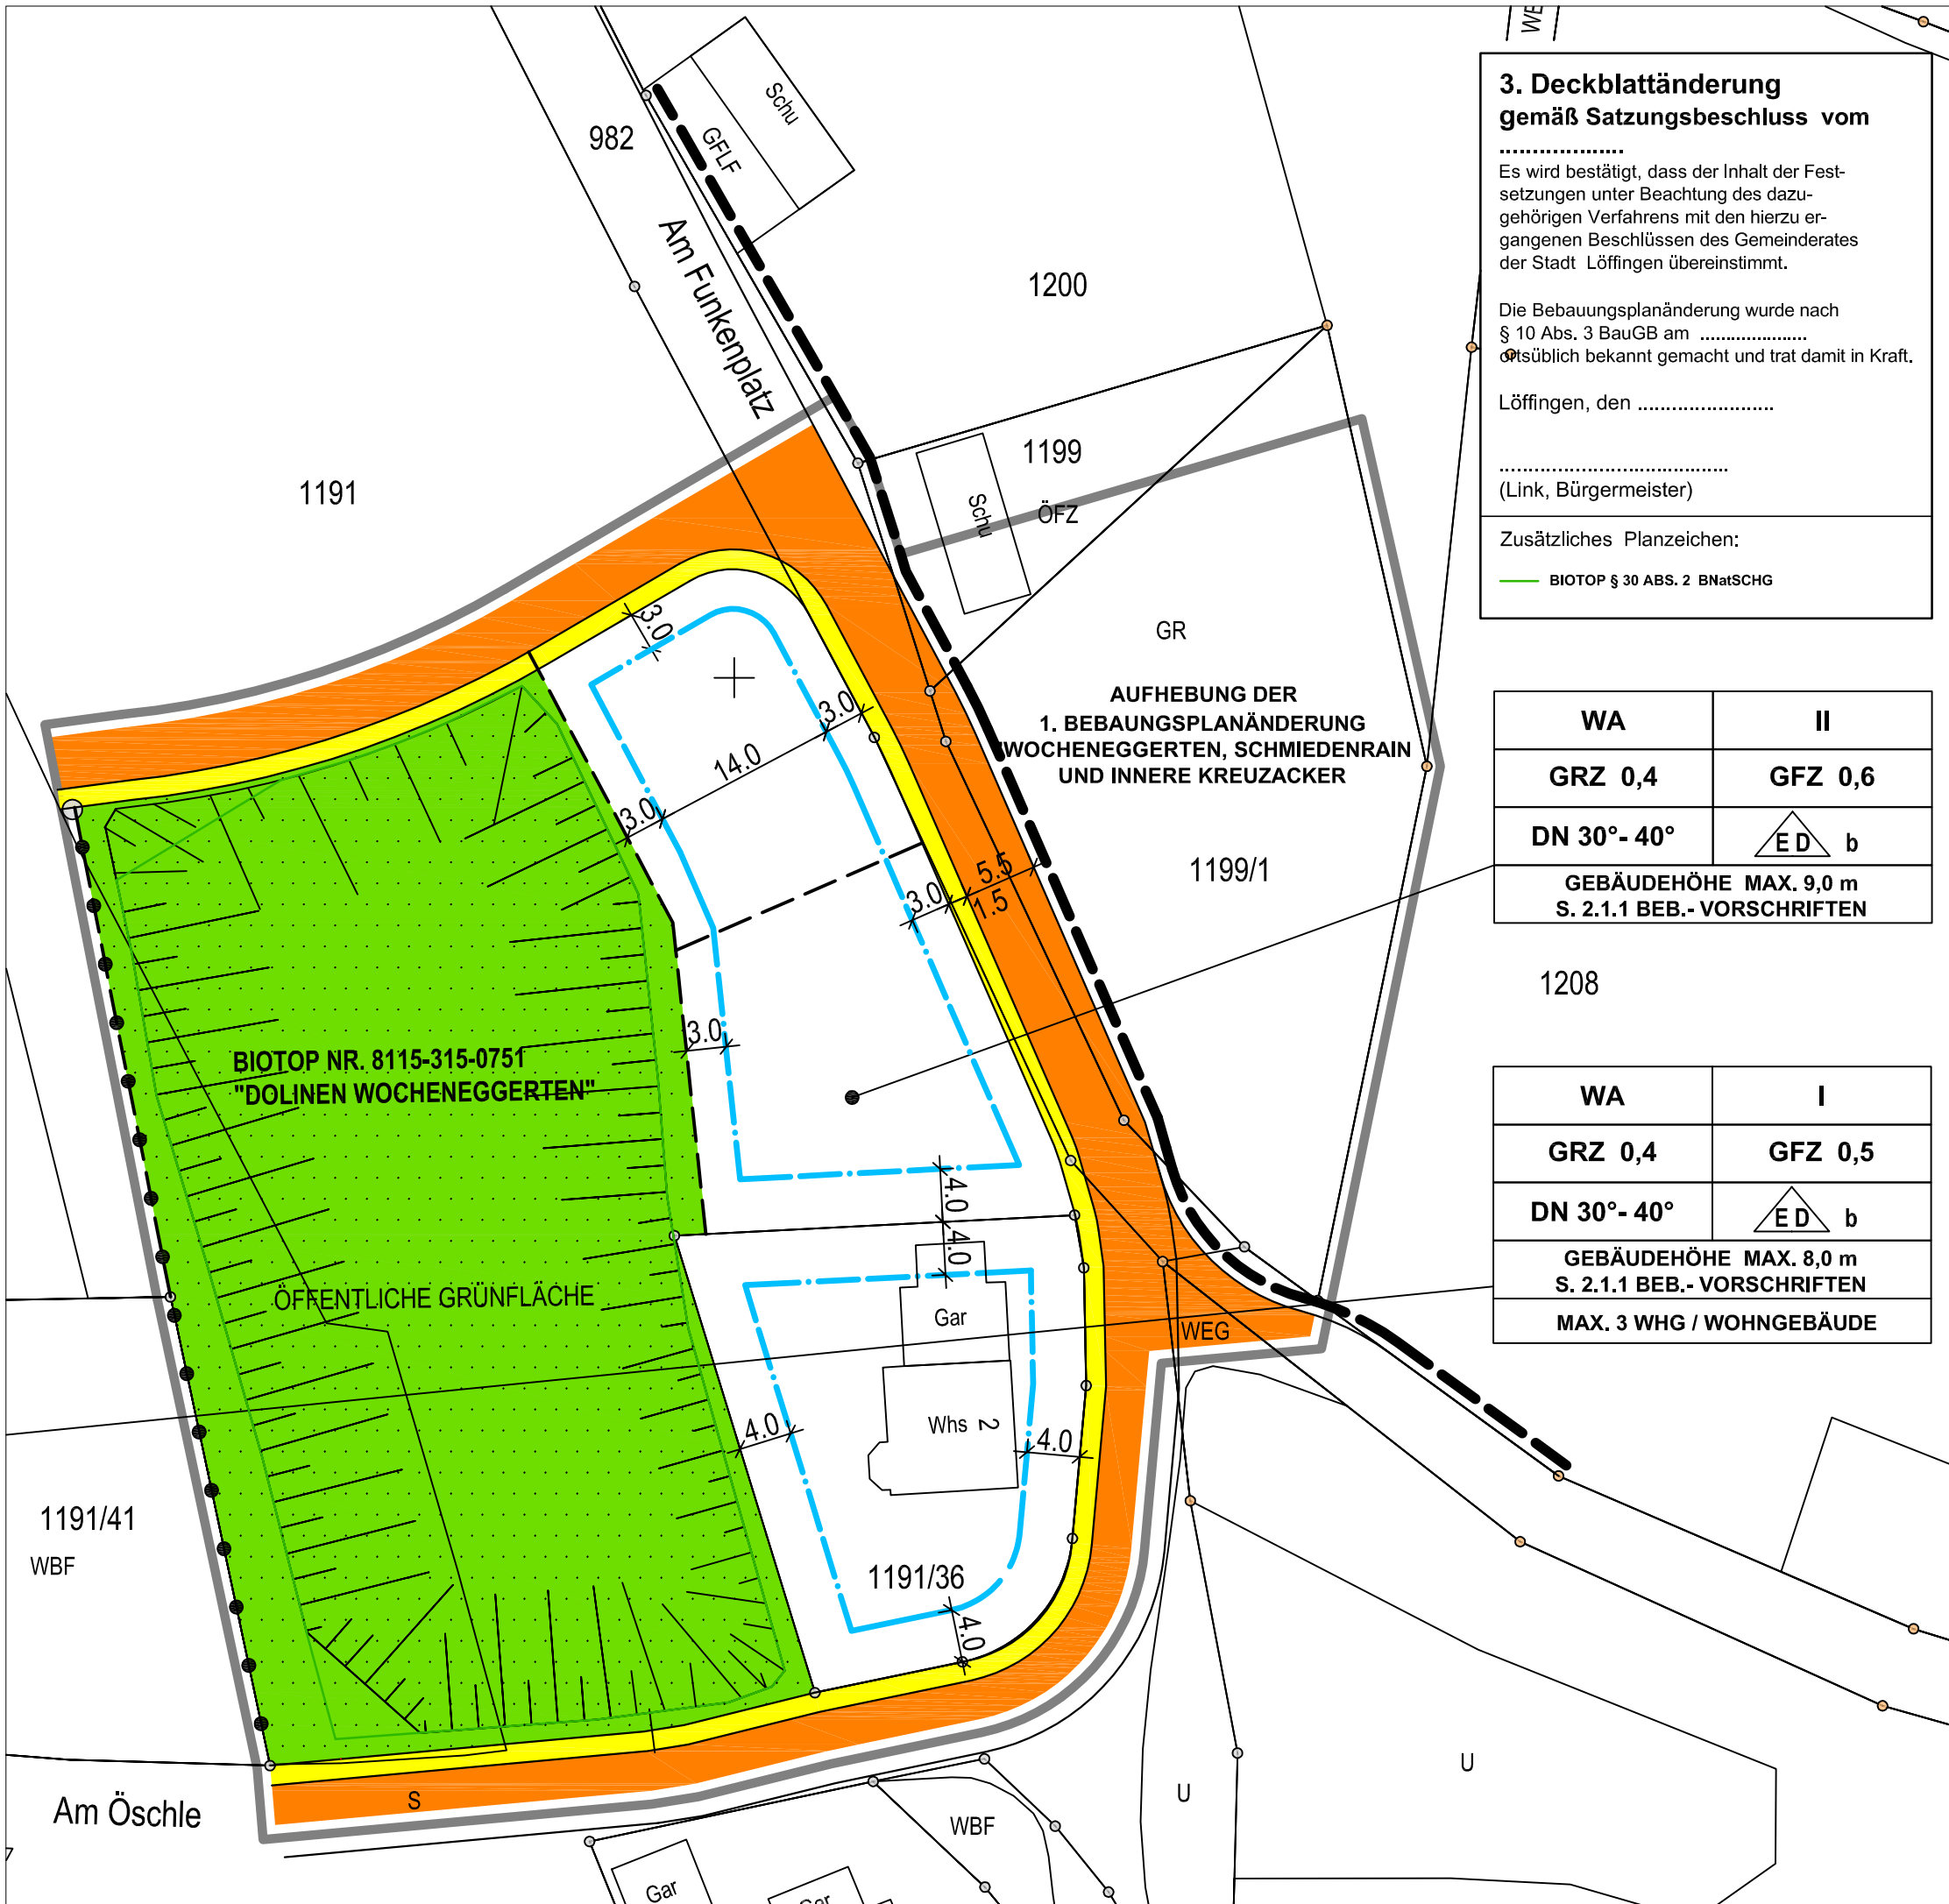 WE
3. Deckblattänderung
gemäß Satzungsbeschluss vom
...................
Es wird bestätigt, dass der Inhalt der Fest-
setzungen unter Beachtung des dazu-
gehörigen Verfahrens mit den hierzu er-
gangenen Beschlüssen des Gemeinderates
der Stadt Löffingen übereinstimmt.
Die Bebauungsplanänderung wurde nach
§ 10 Abs. 3 BauGB am .....................
ortsüblich bekannt gemacht und trat damit in Kraft.
Löffingen, den ........................
........................................
(Link, Bürgermeister)
Zusätzliches Planzeichen:
BIOTOP § 30 ABS. 2 BNatSCHG
WA II
GRZ 0,4 GFZ 0,6
DN 30°- 40° E D b
GEBÄUDEHÖHE MAX. 9,0 m
S. 2.1.1 BEB.- VORSCHRIFTEN
1208
WA I
GRZ 0,4 GFZ 0,5
DN 30°- 40° E D b
GEBÄUDEHÖHE MAX. 8,0 m
S. 2.1.1 BEB.- VORSCHRIFTEN
MAX. 3 WHG / WOHNGEBÄUDE
982
Schu
GFLF
Am Funkenplatz
1200
1191
1199
Schu
ÖFZ
GR
AUFHEBUNG DER
1. BEBAUNGSPLANÄNDERUNG
"WOCHENEGGERTEN, SCHMIEDENRAIN
UND INNERE KREUZACKER
1199/1
3.0
3.0
14.0
3.0
5.5
3.0
1.5
3.0
BIOTOP NR. 8115-315-0751
"DOLINEN WOCHENEGGERTEN"
4.0
4.0
ÖFFENTLICHE GRÜNFLÄCHE
Gar
WEG
Whs 2
4.0
4.0
1191/41
WBF
1191/36
4.0
Am Öschle
S
WBF
U
U
7
Gar
Gar